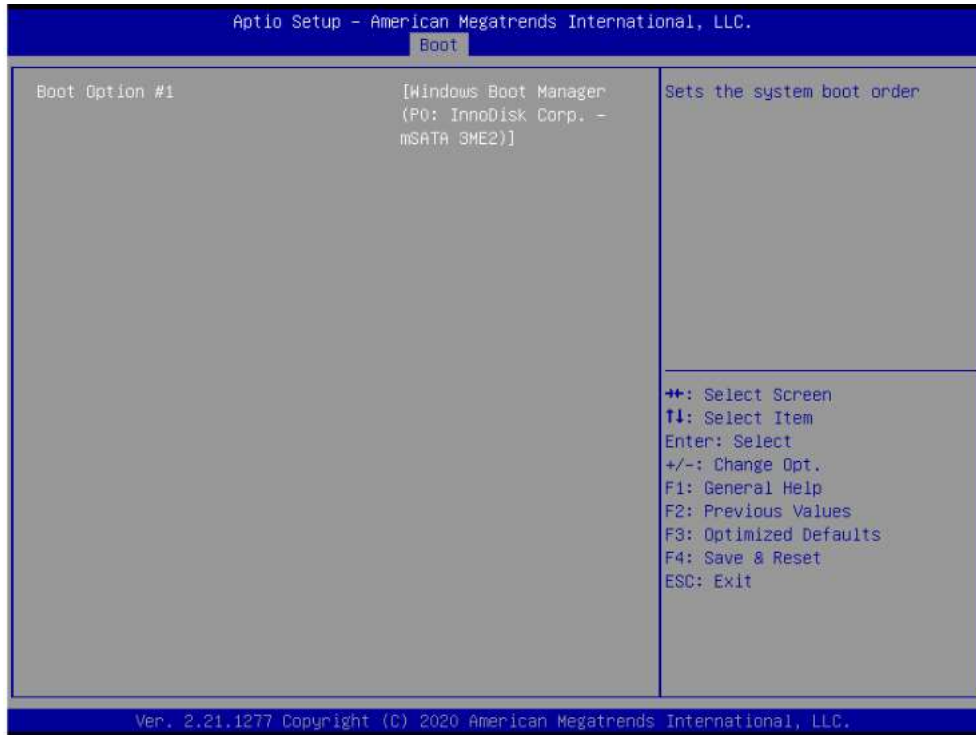 Aptio Setup – American Megatrends International, LLC.
Boot
Boot Option #1
[Windows Boot Manager
(P0: InnoDisk Corp. –
mSATA 3ME2)]
Sets the system boot order
→←: Select Screen
↑↓: Select Item
Enter: Select
+/-: Change Opt.
F1: General Help
F2: Previous Values
F3: Optimized Defaults
F4: Save & Reset
ESC: Exit
Ver. 2.21.1277 Copyright (C) 2020 American Megatrends International, LLC.